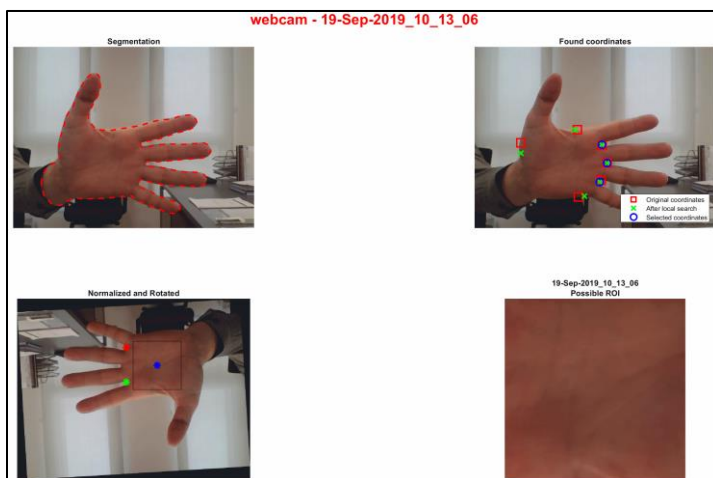 webcam - 19-Sep-2019_10_13_06
Segmentation
Found coordinates
Original coordinates
After local search
Selected coordinates
Normalized and Rotated
19-Sep-2019_10_13_06
Possible ROI